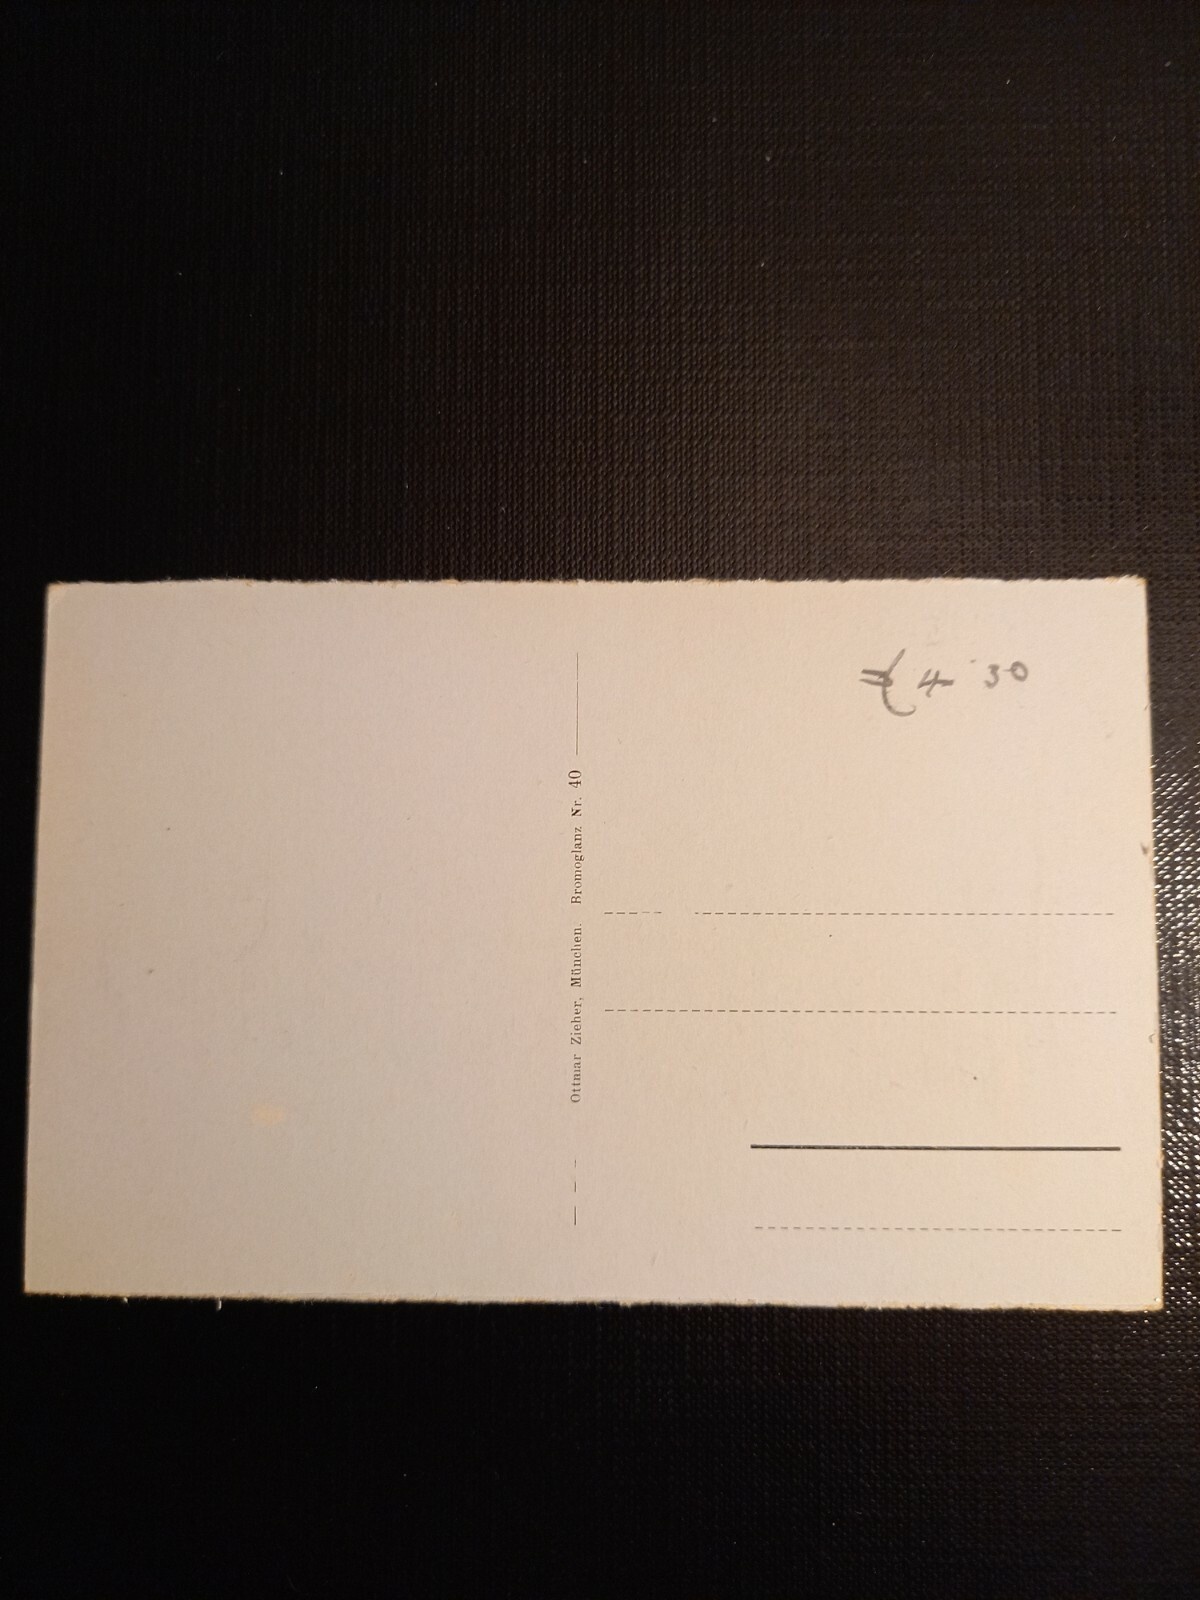 € 4·30
Ottmar Zieher, München. Bromoglanz Nr. 40